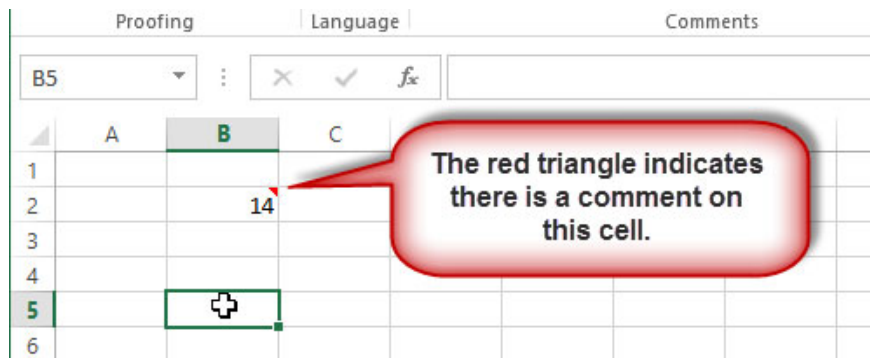 Proofing Language Comments
B5 fx
A B C
1
2 14
3
4
5
6
The red triangle indicates
there is a comment on
this cell.